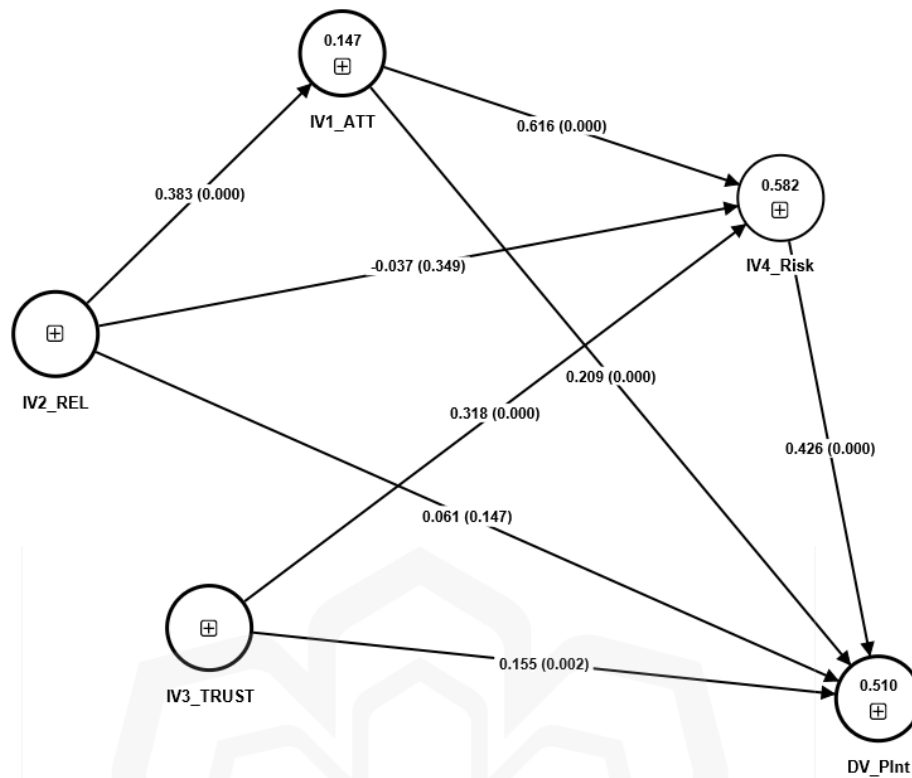 0.147
IV1_ATT
0.616 (0.000)
0.582
IV4_Risk
0.383 (0.000)
-0.037 (0.349)
IV2_REL
0.209 (0.000)
0.318 (0.000)
0.426 (0.000)
0.061 (0.147)
IV3_TRUST
0.155 (0.002)
0.510
DV_PInt